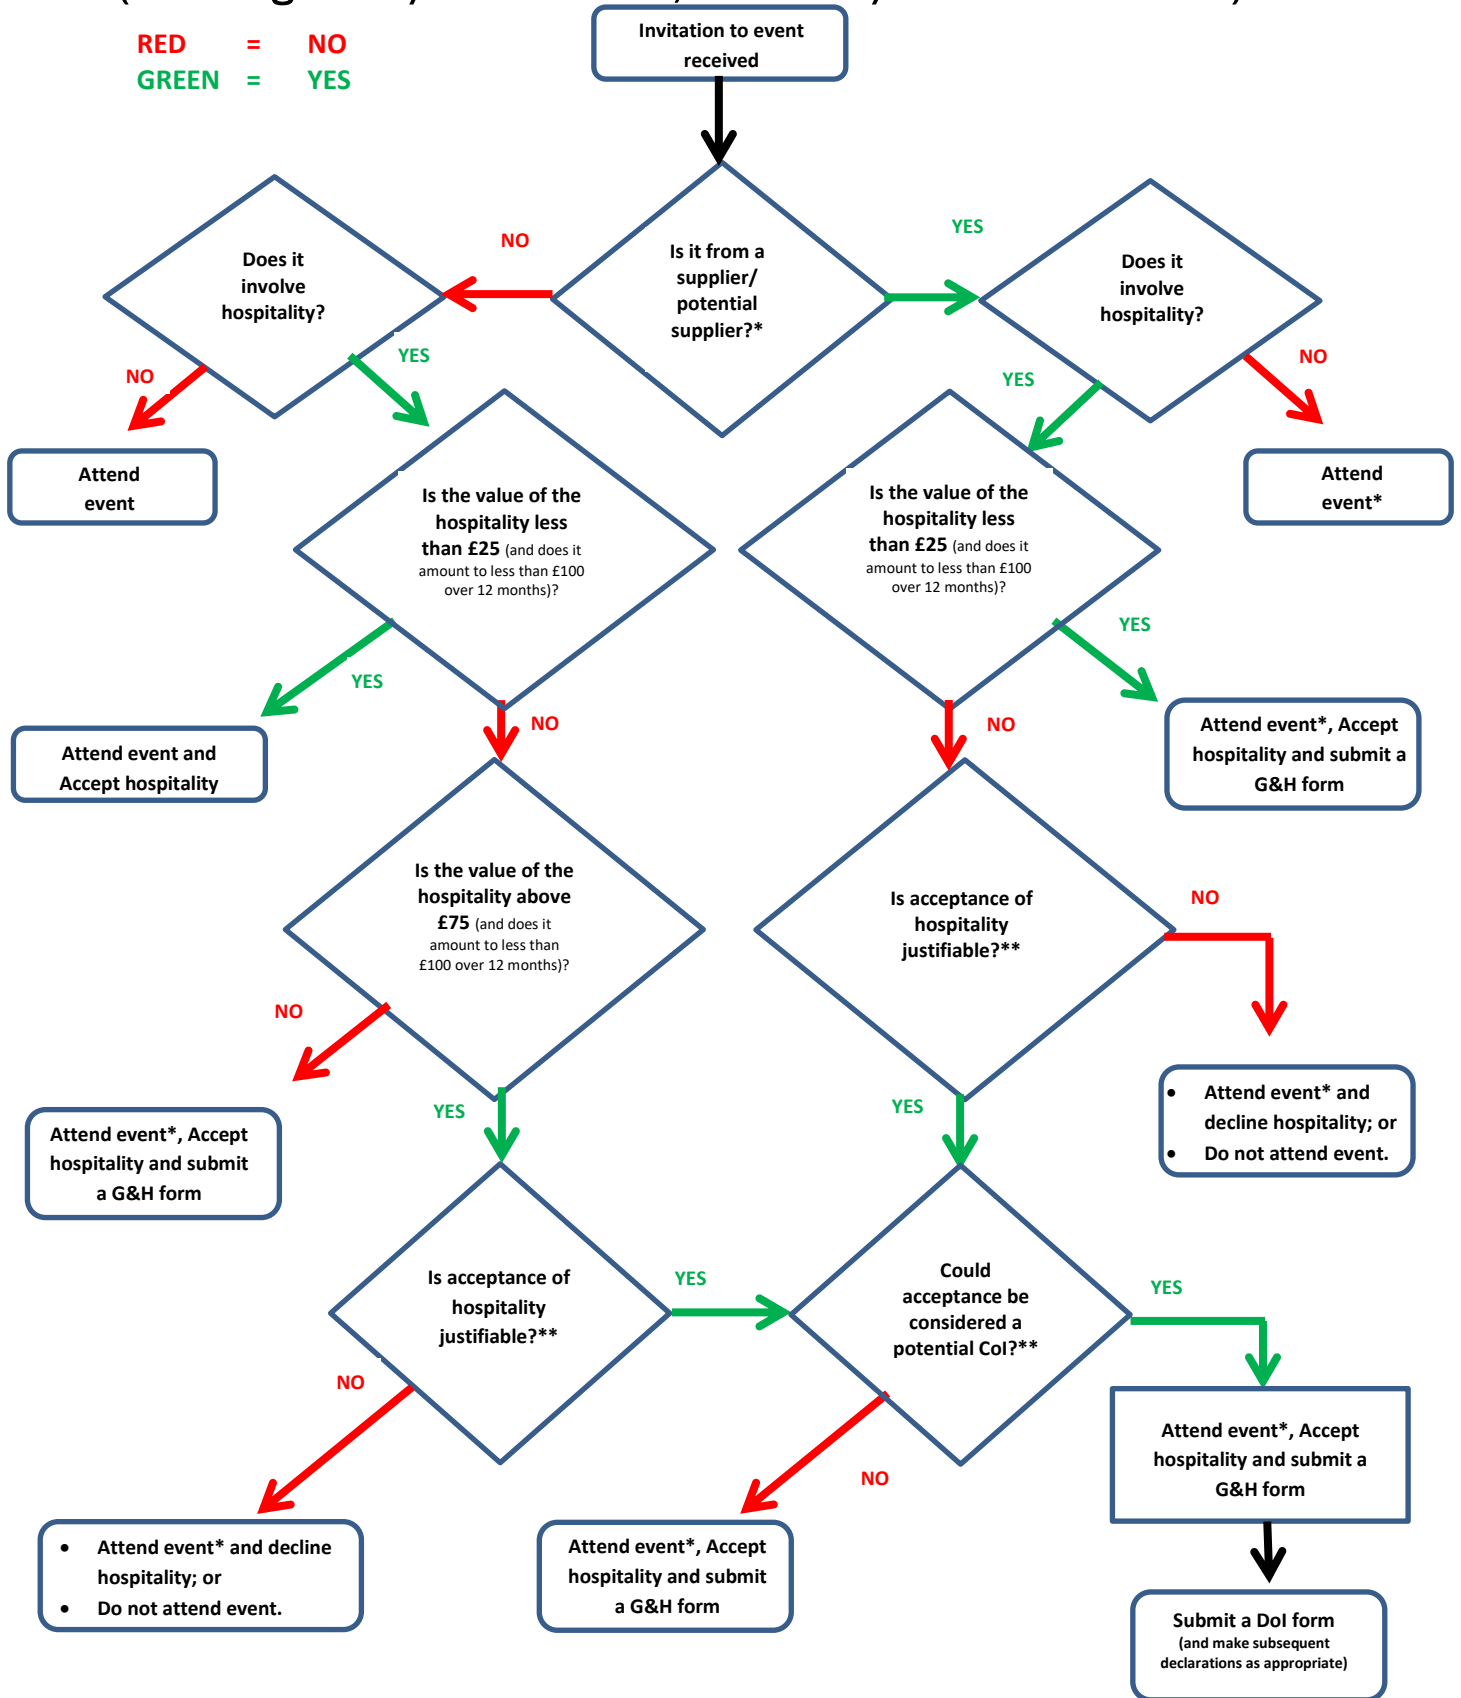 RED = NO
GREEN = YES
Invitation to event
received
Does it
involve
hospitality?
NO
Is it from a
supplier/
potential
supplier?*
YES
Does it
involve
hospitality?
NO
YES
YES
NO
Attend
event
Attend
event*
Is the value of the
hospitality less
than £25 (and does it
amount to less than £100
over 12 months)?
Is the value of the
hospitality less
than £25 (and does it
amount to less than £100
over 12 months)?
YES
NO
NO
YES
Attend event and
Accept hospitality
Attend event*, Accept
hospitality and submit a
G&H form
Is the value of the
hospitality above
£75 (and does it
amount to less than
£100 over 12 months)?
Is acceptance of
hospitality
justifiable?**
NO
NO
YES
YES
Attend event*, Accept
hospitality and submit
a G&H form
• Attend event* and
decline hospitality; or
• Do not attend event.
Is acceptance of
hospitality
justifiable?**
YES
Could
acceptance be
considered a
potential CoI?**
YES
NO
NO
Attend event*, Accept
hospitality and submit a
G&H form
• Attend event* and decline
hospitality; or
• Do not attend event.
Attend event*, Accept
hospitality and submit
a G&H form
Submit a DoI form
(and make subsequent
declarations as appropriate)